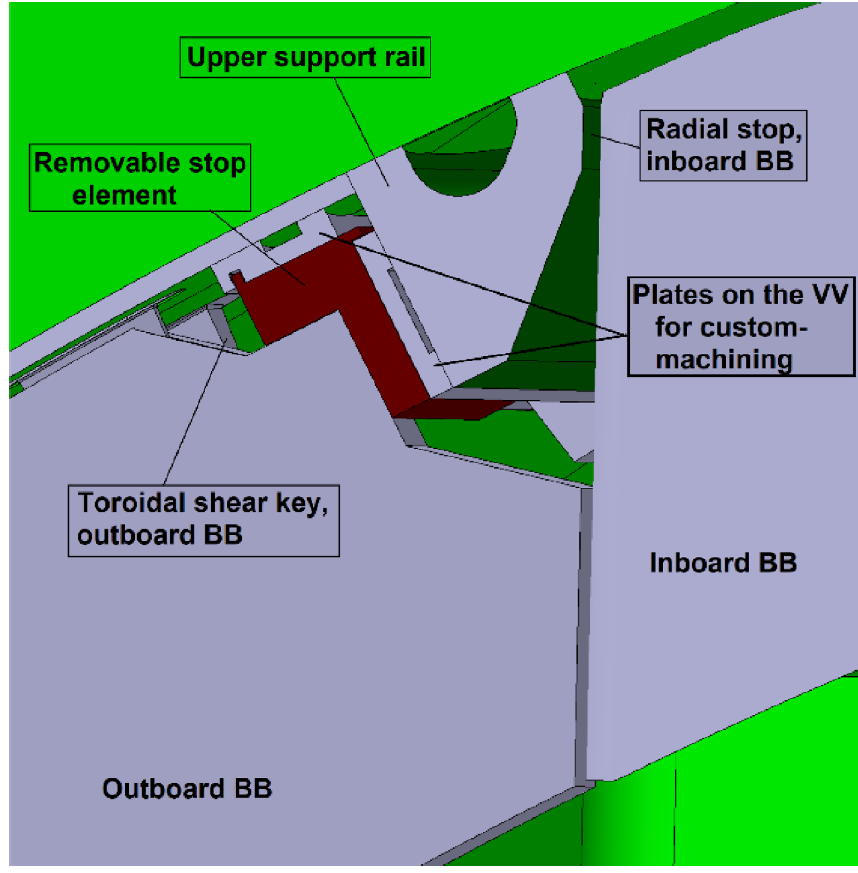 Upper support rail
Removable stop
element
Radial stop,
inboard BB
Plates on the VV
for custom-
machining
Toroidal shear key,
outboard BB
Inboard BB
Outboard BB